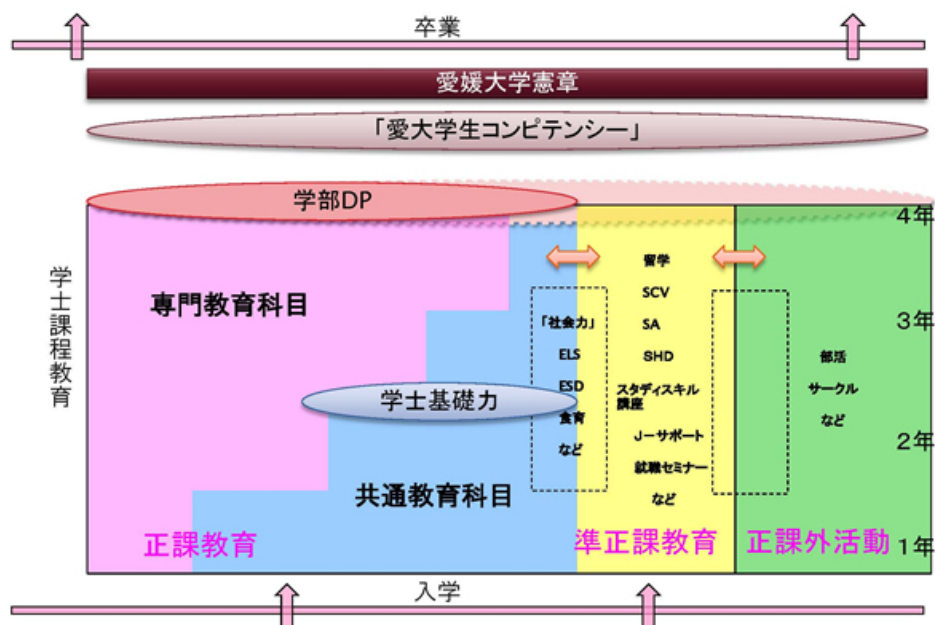 卒業
愛媛大学憲章
「愛大学生コンピテンシー」
学部DP
4年
学士課程教育
専門教育科目
留学
SCV
「社会力」
SA
3年
ELS
SHD
部活
ESD
スタディスキル
講座
サークル
学士基礎力
食育
など
Jーサポート
2年
など
就職セミナー
共通教育科目
など
正課教育
準正課教育
正課外活動
1年
入学